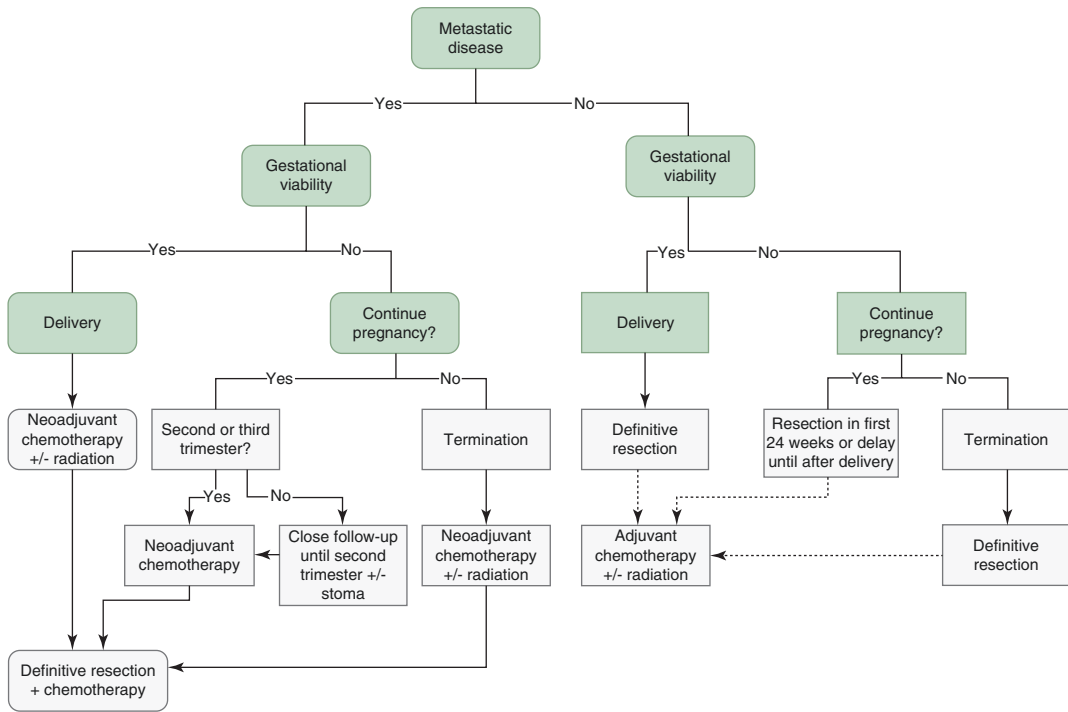 Metastatic
disease
Yes
No
Gestational
viability
Gestational
viability
Yes
No
Yes
No
Delivery
Continue
pregnancy?
Delivery
Continue
pregnancy?
Yes
No
Yes
No
Neoadjuvant
chemotherapy
+/- radiation
Second or third
trimester?
Termination
Definitive
resection
Resection in first
24 weeks or delay
until after delivery
Termination
Yes
No
Neoadjuvant
chemotherapy
Close follow-up
until second
trimester +/-
stoma
Neoadjuvant
chemotherapy
+/- radiation
Adjuvant
chemotherapy
+/- radiation
Definitive
resection
Definitive resection
+ chemotherapy